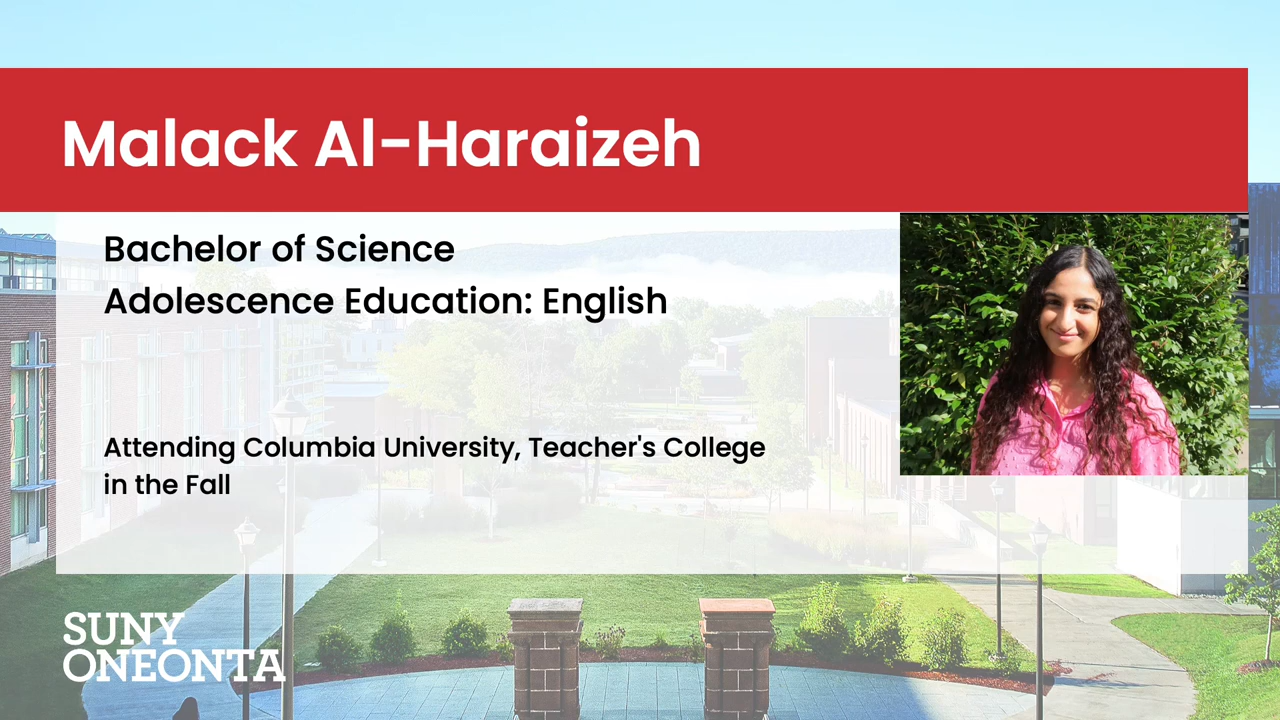 Malack Al-Haraizeh
Bachelor of Science
Adolescence Education: English
Attending Columbia University, Teacher's College
in the Fall
SUNY
ONEONTA